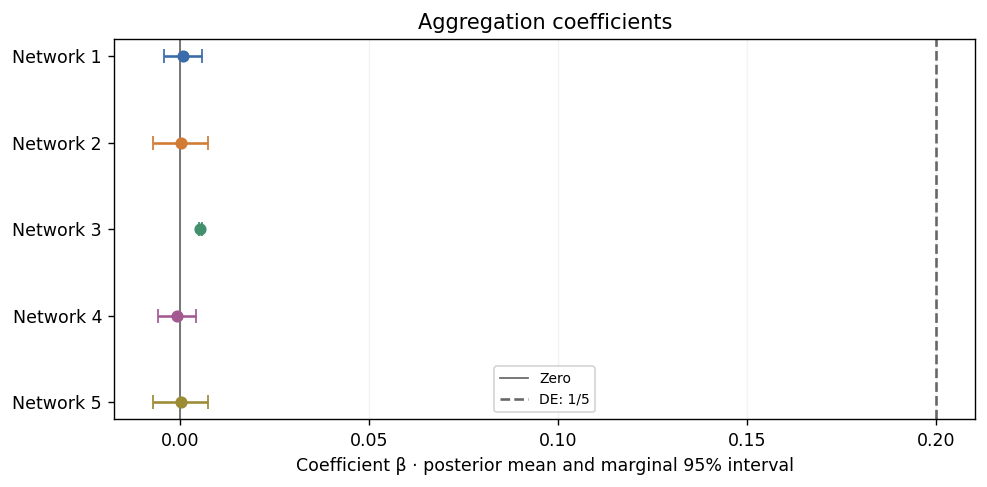 Aggregation coefficients
Network 1
Network 2
Network 3
Network 4
Network 5
Zero
DE: 1/5
0.00 0.05 0.10 0.15 0.20
Coefficient β · posterior mean and marginal 95% interval